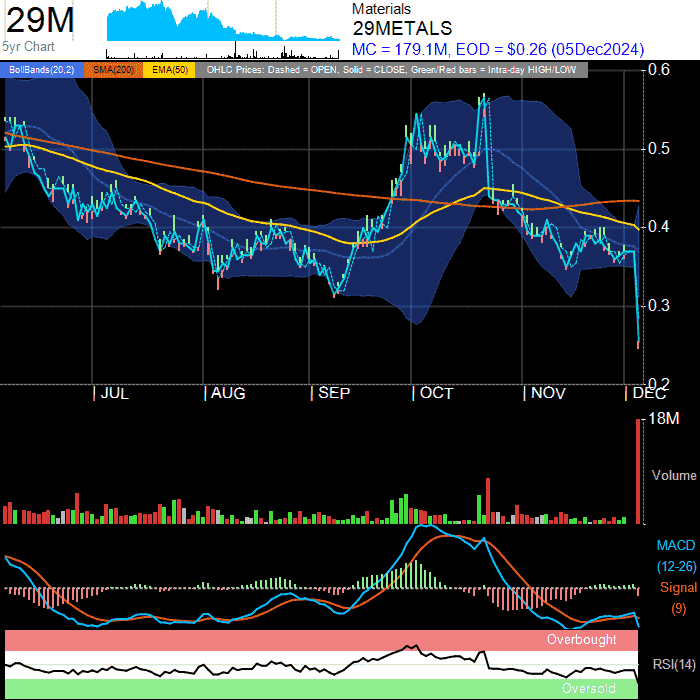 29M
5yr Chart
Materials
29METALS
MC = 179.1M, EOD = $0.26 (05Dec2024)
BollBands(20,2) SMA(200) EMA(50) OHLC Prices: Dashed = OPEN, Solid = CLOSE, Green/Red bars = Intra-day HIGH/LOW
0.6
0.5
0.4
0.3
0.2
JUL AUG SEP OCT NOV DEC
18M
Volume
MACD
(12-26)
Signal
(9)
Overbought
RSI(14)
Oversold